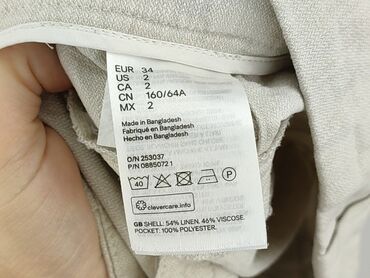 EUR 34
US 2
CA 2
CN 160/64A
MX 2
Made in Bangladesh
Fabriqué en Bangladesh
Hecho en Bangladesh
O/N 253037
P/N 0885072 1
40 P
clevercare.info
GB SHELL: 54% LINEN. 46% VISCOSE.
POCKET: 100% POLYESTER.